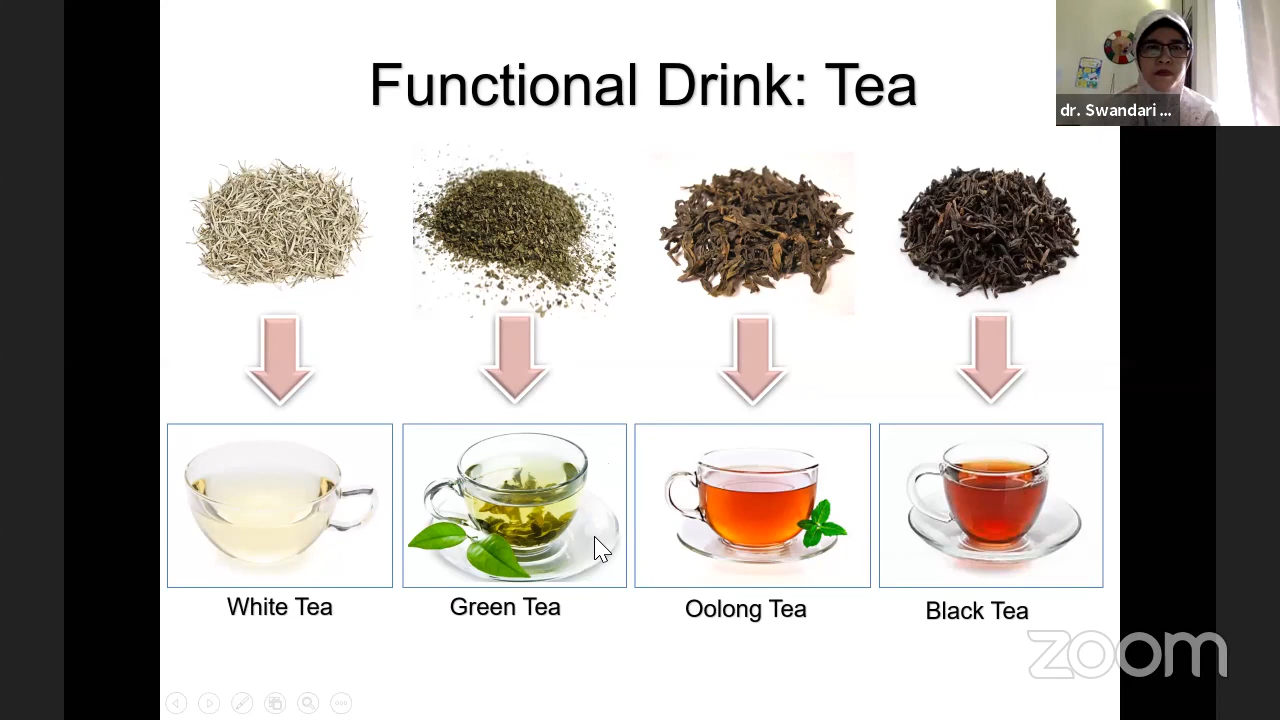 Functional Drink: Tea
dr. Swandari ...
White Tea
Green Tea
Oolong Tea
Black Tea
zoom